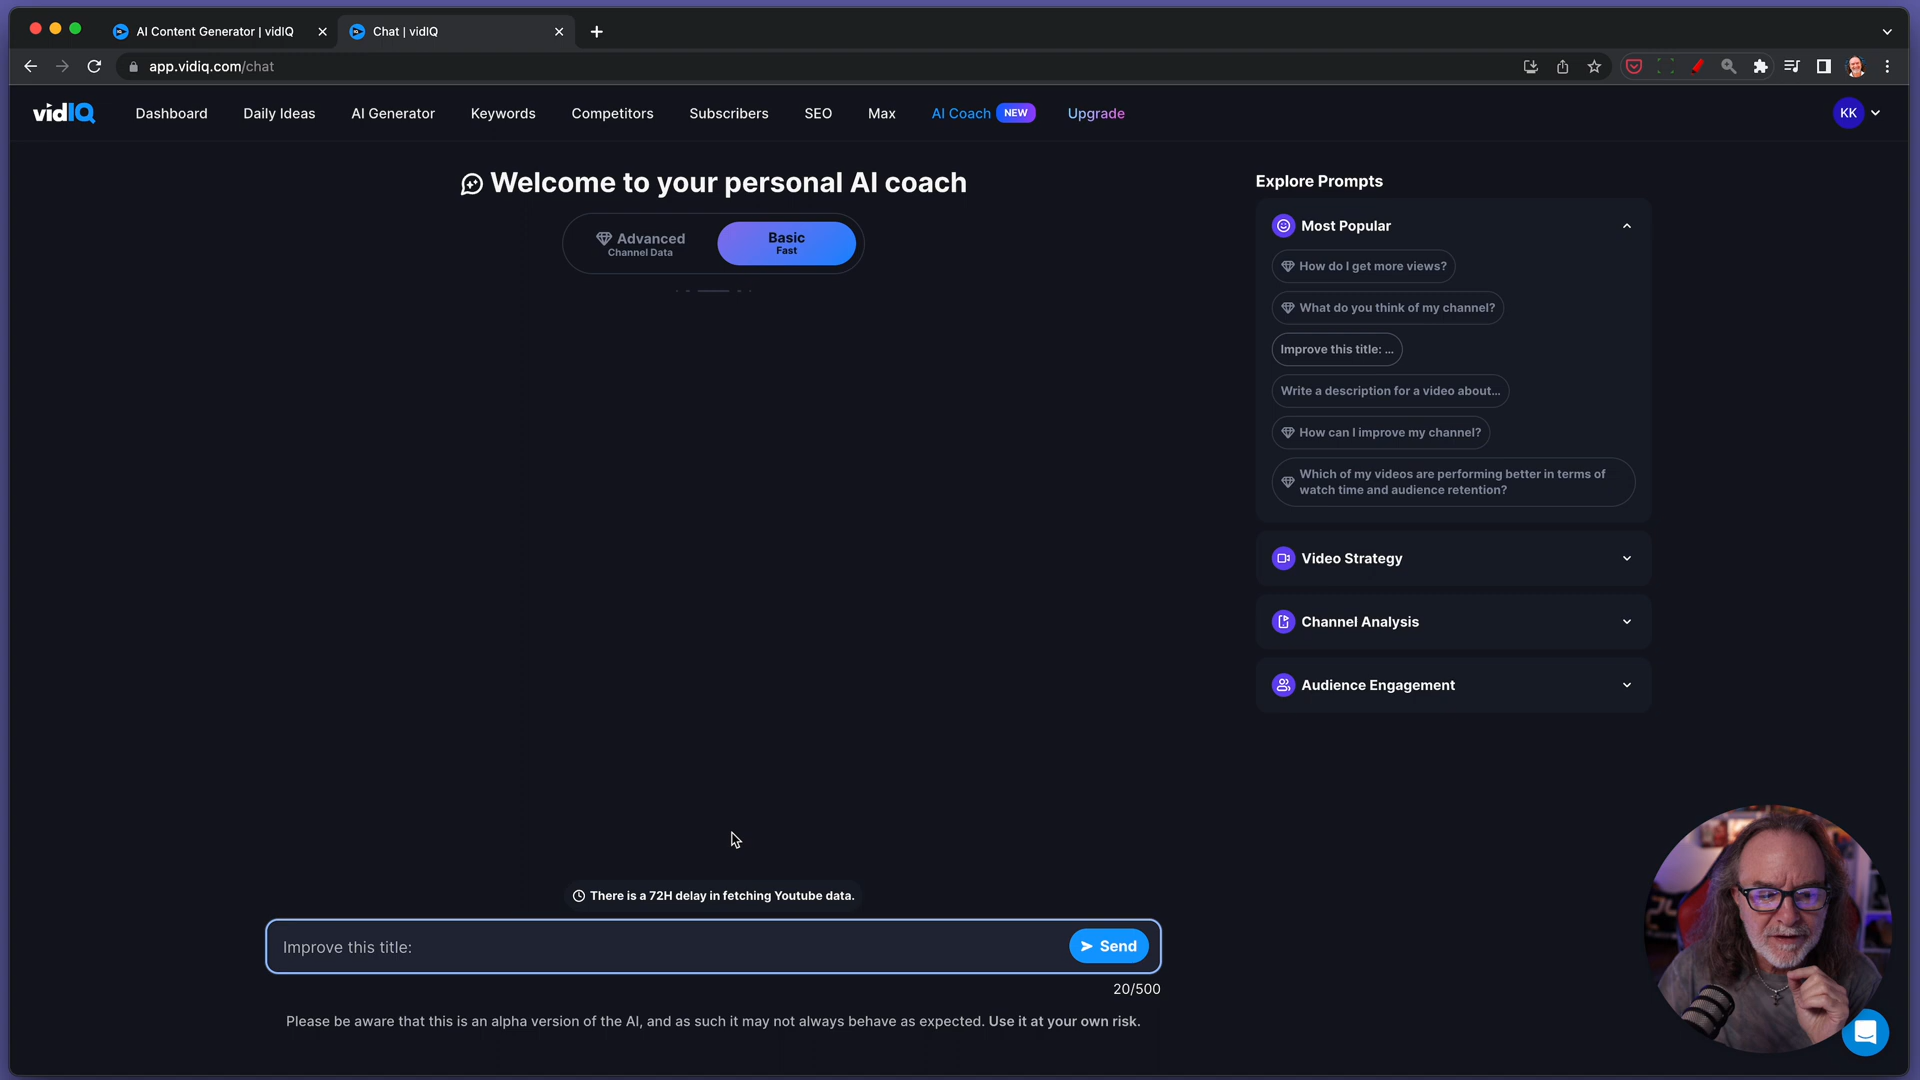 AI Content Generator | vidIQ
Chat | vidIQ
app.vidiq.com/chat
vidIQ
Dashboard
Daily Ideas
AI Generator
Keywords
Competitors
Subscribers
SEO
Max
AI Coach NEW
Upgrade
KK
Welcome to your personal AI coach
Advanced
Channel Data
Basic
Fast
Explore Prompts
Most Popular
How do I get more views?
What do you think of my channel?
Improve this title: ...
Write a description for a video about...
How can I improve my channel?
Which of my videos are performing better in terms of
watch time and audience retention?
Video Strategy
Channel Analysis
Audience Engagement
There is a 72H delay in fetching Youtube data.
Improve this title:
Send
20/500
Please be aware that this is an alpha version of the AI, and as such it may not always behave as expected. Use it at your own risk.